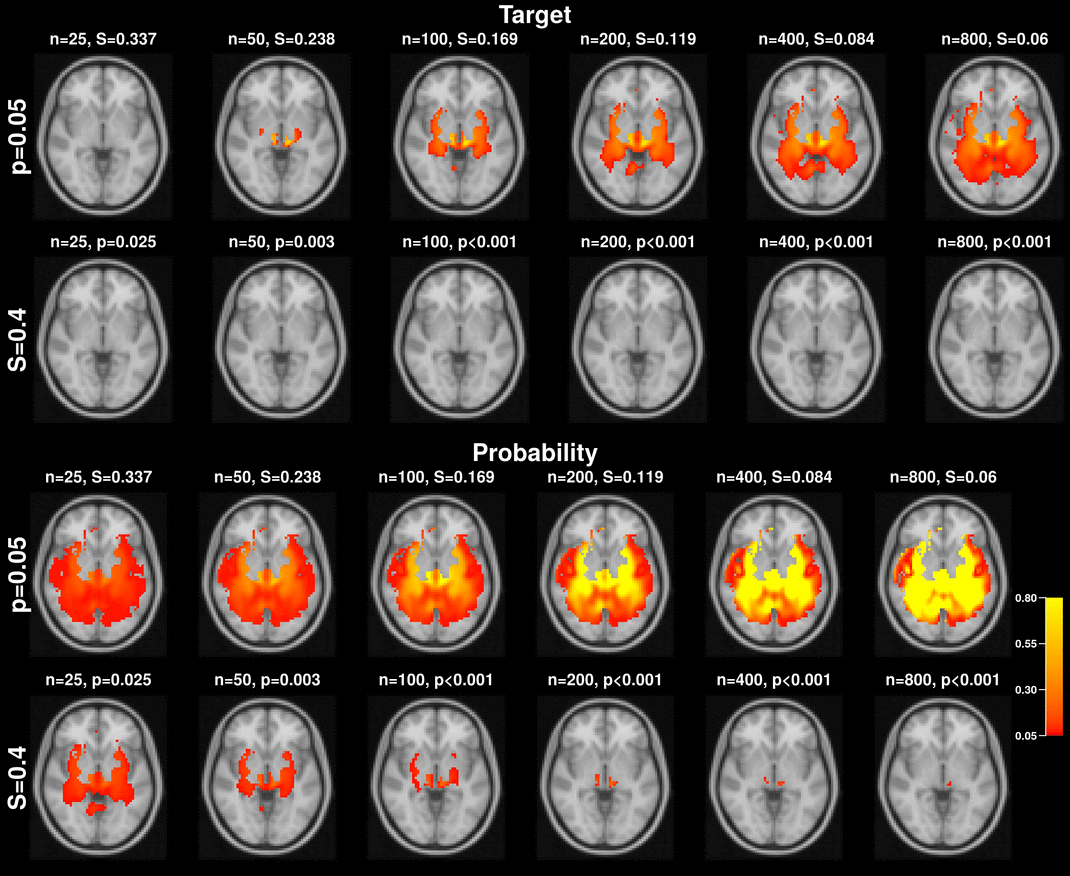 Target
n=25, S=0.337 n=50, S=0.238 n=100, S=0.169 n=200, S=0.119 n=400, S=0.084 n=800, S=0.06
p=0.05
n=25, p=0.025 n=50, p=0.003 n=100, p<0.001 n=200, p<0.001 n=400, p<0.001 n=800, p<0.001
S=0.4
Probability
n=25, S=0.337 n=50, S=0.238 n=100, S=0.169 n=200, S=0.119 n=400, S=0.084 n=800, S=0.06
p=0.05
0.80
0.55
0.30
0.05
n=25, p=0.025 n=50, p=0.003 n=100, p<0.001 n=200, p<0.001 n=400, p<0.001 n=800, p<0.001
S=0.4